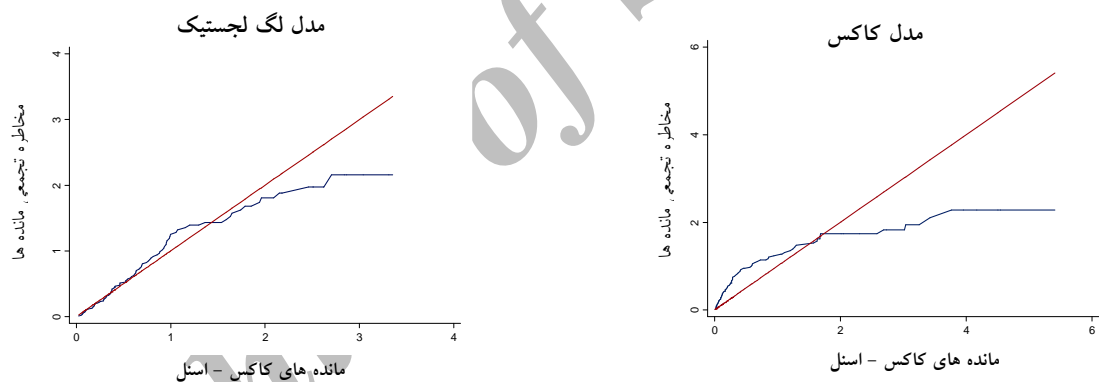 مدل لگ لجستیک
مخاطره تجمعی مانده ها
0 1 2 3 4
0 1 2 3 4
مانده های کاکس – اسنل
مدل کاکس
مخاطره تجمعی مانده ها
0 2 4 6
0 2 4 6
مانده های کاکس – اسنل
of